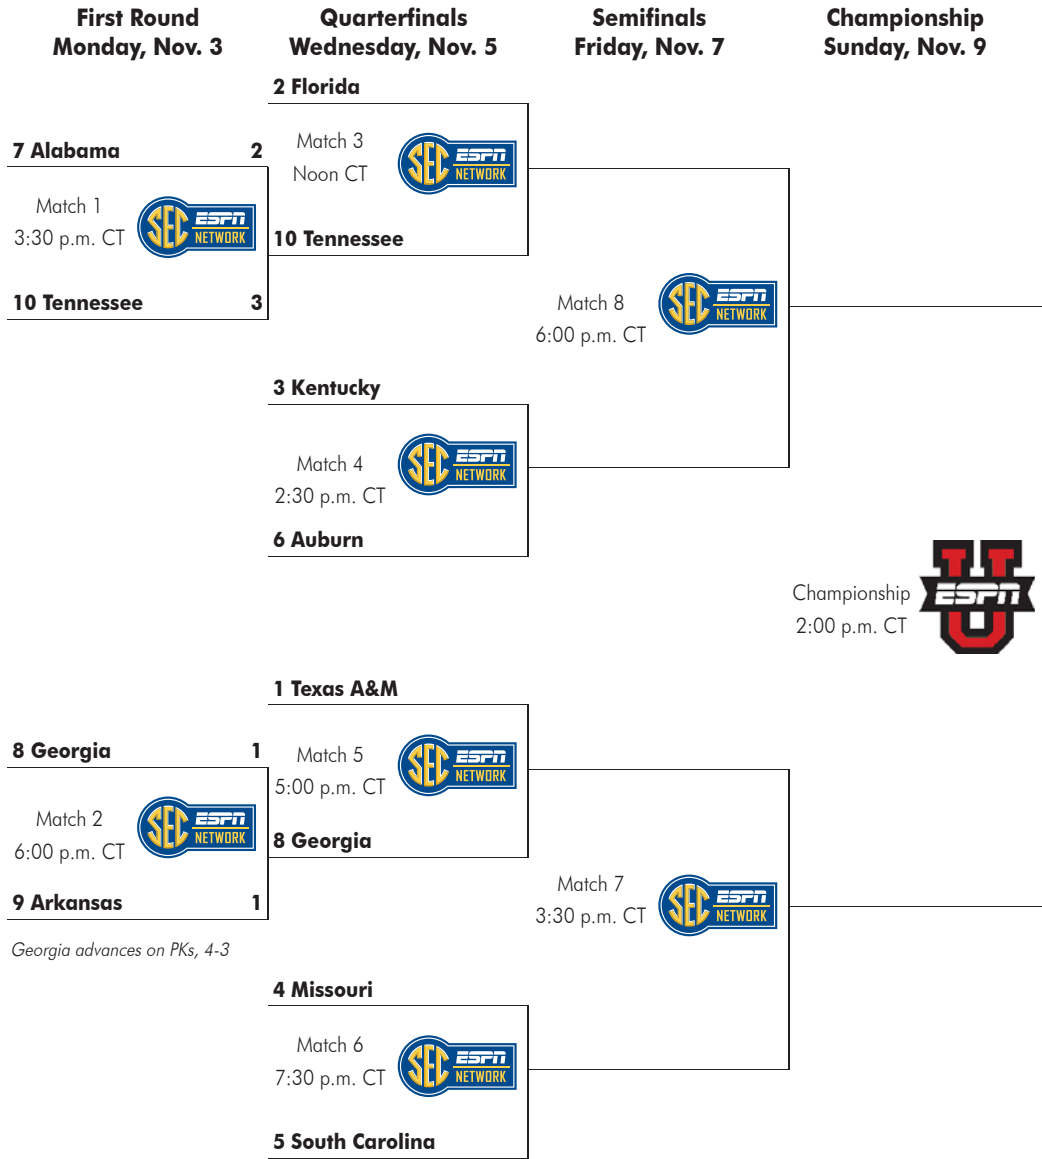 First Round
Monday, Nov. 3
Quarterfinals
Wednesday, Nov. 5
Semifinals
Friday, Nov. 7
Championship
Sunday, Nov. 9
7 Alabama 2
Match 1
3:30 p.m. CT
SEC ESPN NETWORK
10 Tennessee 3
8 Georgia 1
Match 2
6:00 p.m. CT
SEC ESPN NETWORK
9 Arkansas 1
Georgia advances on PKs, 4-3
2 Florida
Match 3
Noon CT
SEC ESPN NETWORK
10 Tennessee
3 Kentucky
Match 4
2:30 p.m. CT
SEC ESPN NETWORK
6 Auburn
1 Texas A&M
Match 5
5:00 p.m. CT
SEC ESPN NETWORK
8 Georgia
4 Missouri
Match 6
7:30 p.m. CT
SEC ESPN NETWORK
5 South Carolina
Match 8
6:00 p.m. CT
SEC ESPN NETWORK
Match 7
3:30 p.m. CT
SEC ESPN NETWORK
Championship
2:00 p.m. CT
ESPN U